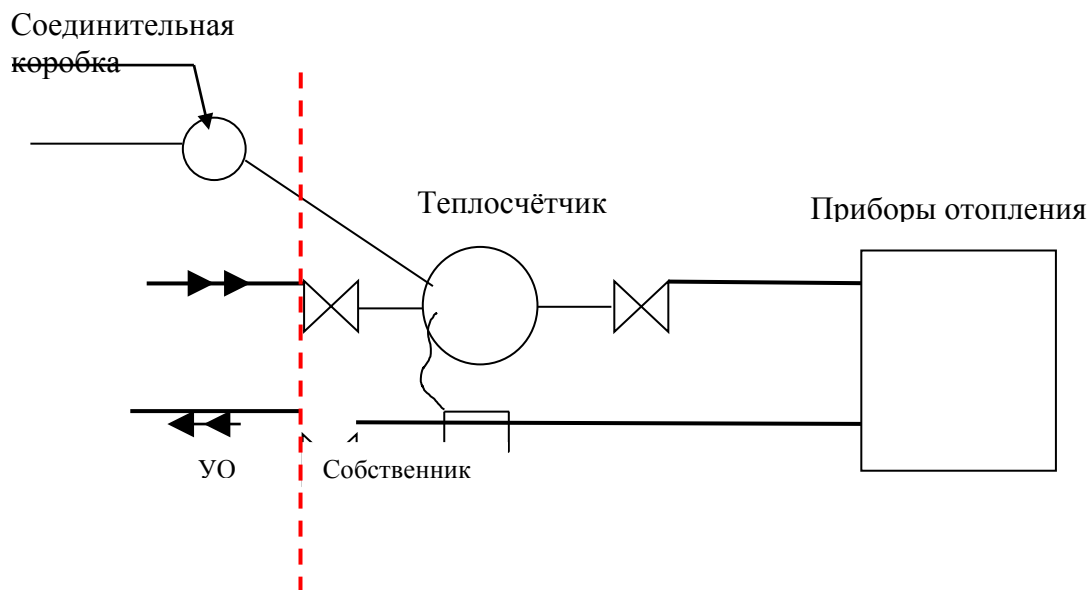 Соединительная
коробка
Теплосчётчик
Приборы отопления
УО
Собственник